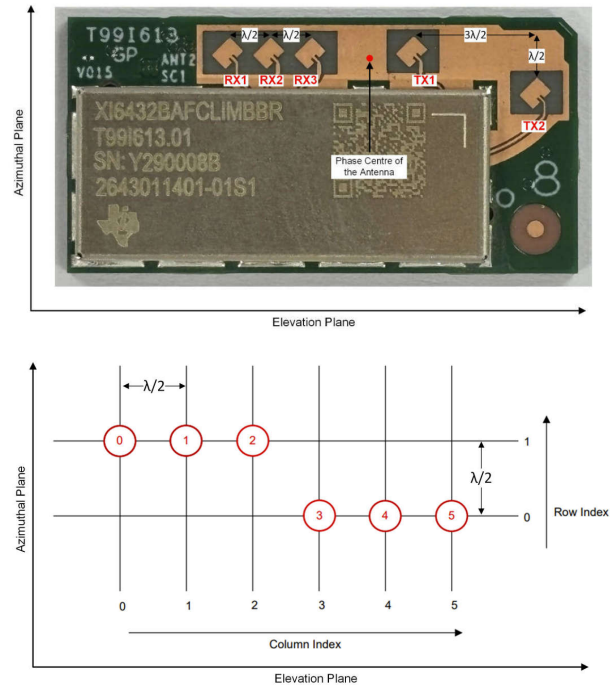 T99I613
GP
V015
ANT2
SC1
λ/2
λ/2
3λ/2
λ/2
RX1
RX2
RX3
TX1
TX2
XI6432BAFCLIMBBR
T99I613.01
SN: Y290008B
2643011401-01S1
Phase Centre of
the Antenna
8
Azimuthal Plane
Elevation Plane
λ/2
0
1
2
1
λ/2
3
4
5
0
Row Index
Azimuthal Plane
0
1
2
3
4
5
Column Index
Elevation Plane